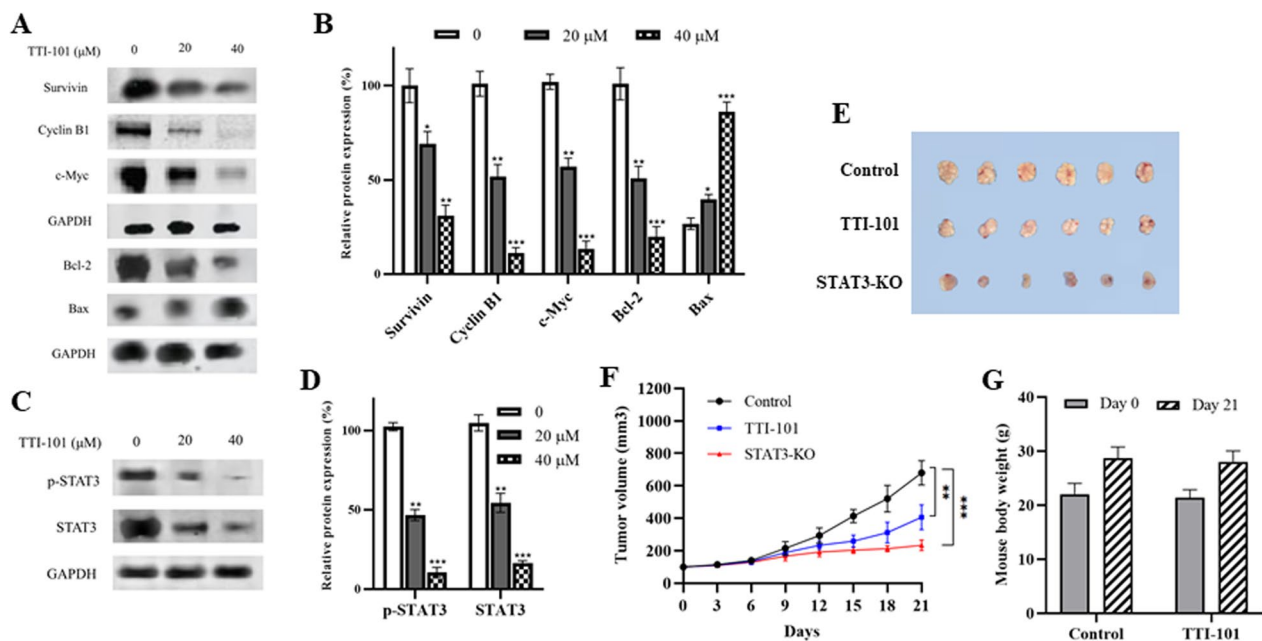 A
TTI-101 (μM) 0 20 40
Survivin
Cyclin B1
c-Myc
GAPDH
Bcl-2
Bax
GAPDH
B
0 20 μM 40 μM
Relative protein expression (%)
100
50
0
* ** ** *** ** *** ** *** * ***
Survivin Cyclin B1 c-Myc Bcl-2 Bax
C
TTI-101 (μM) 0 20 40
p-STAT3
STAT3
GAPDH
D
0
20 μM
40 μM
Relative protein expression (%)
100
50
0
** *** ** ***
p-STAT3 STAT3
E
Control
TTI-101
STAT3-KO
F
Control
TTI-101
STAT3-KO
Tumor volume (mm3)
1200
1000
800
600
400
200
0
** ***
0 3 6 9 12 15 18 21
Days
G
Day 0 Day 21
Mouse body weight (g)
40
30
20
10
0
Control TTI-101